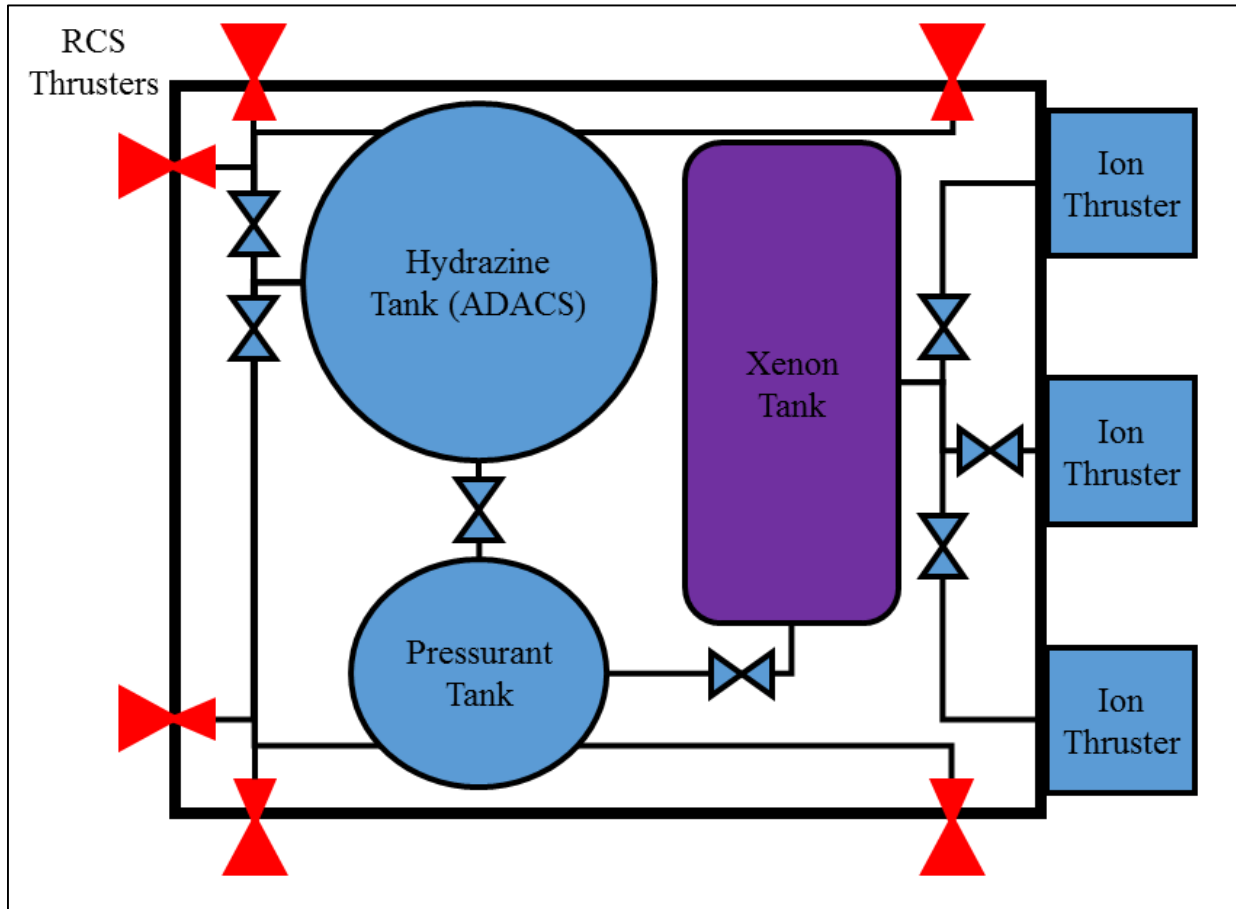 RCS
Thrusters
Hydrazine
Tank (ADACS)
Xenon
Tank
Pressurant
Tank
Ion
Thruster
Ion
Thruster
Ion
Thruster